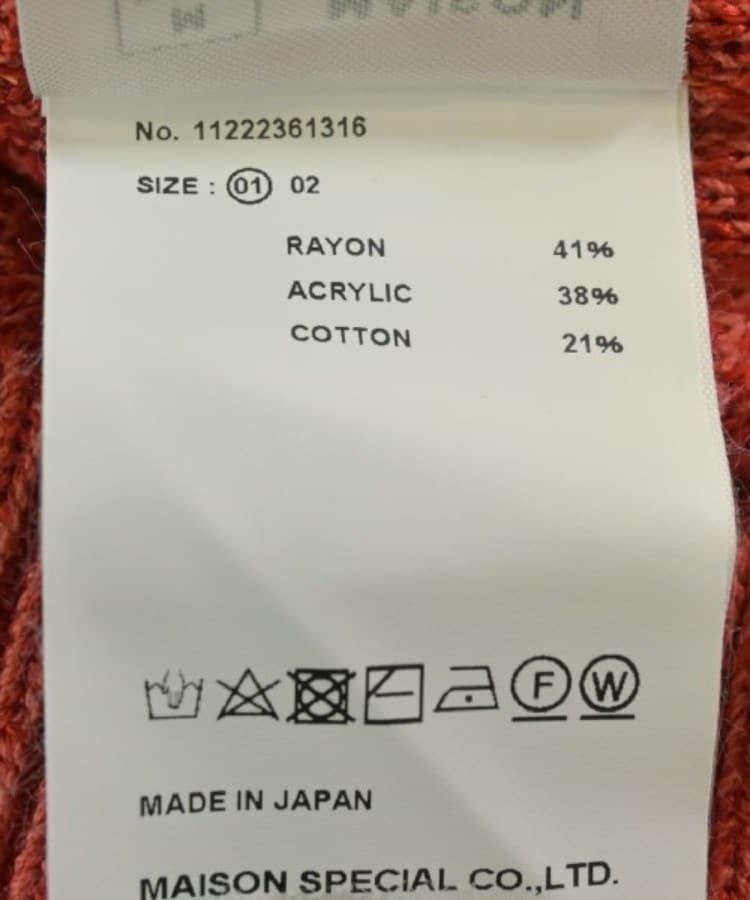 No. 11222361316
SIZE : 01 02
RAYON 41%
ACRYLIC 38%
COTTON 21%
F W
MADE IN JAPAN
MAISON SPECIAL CO.,LTD.